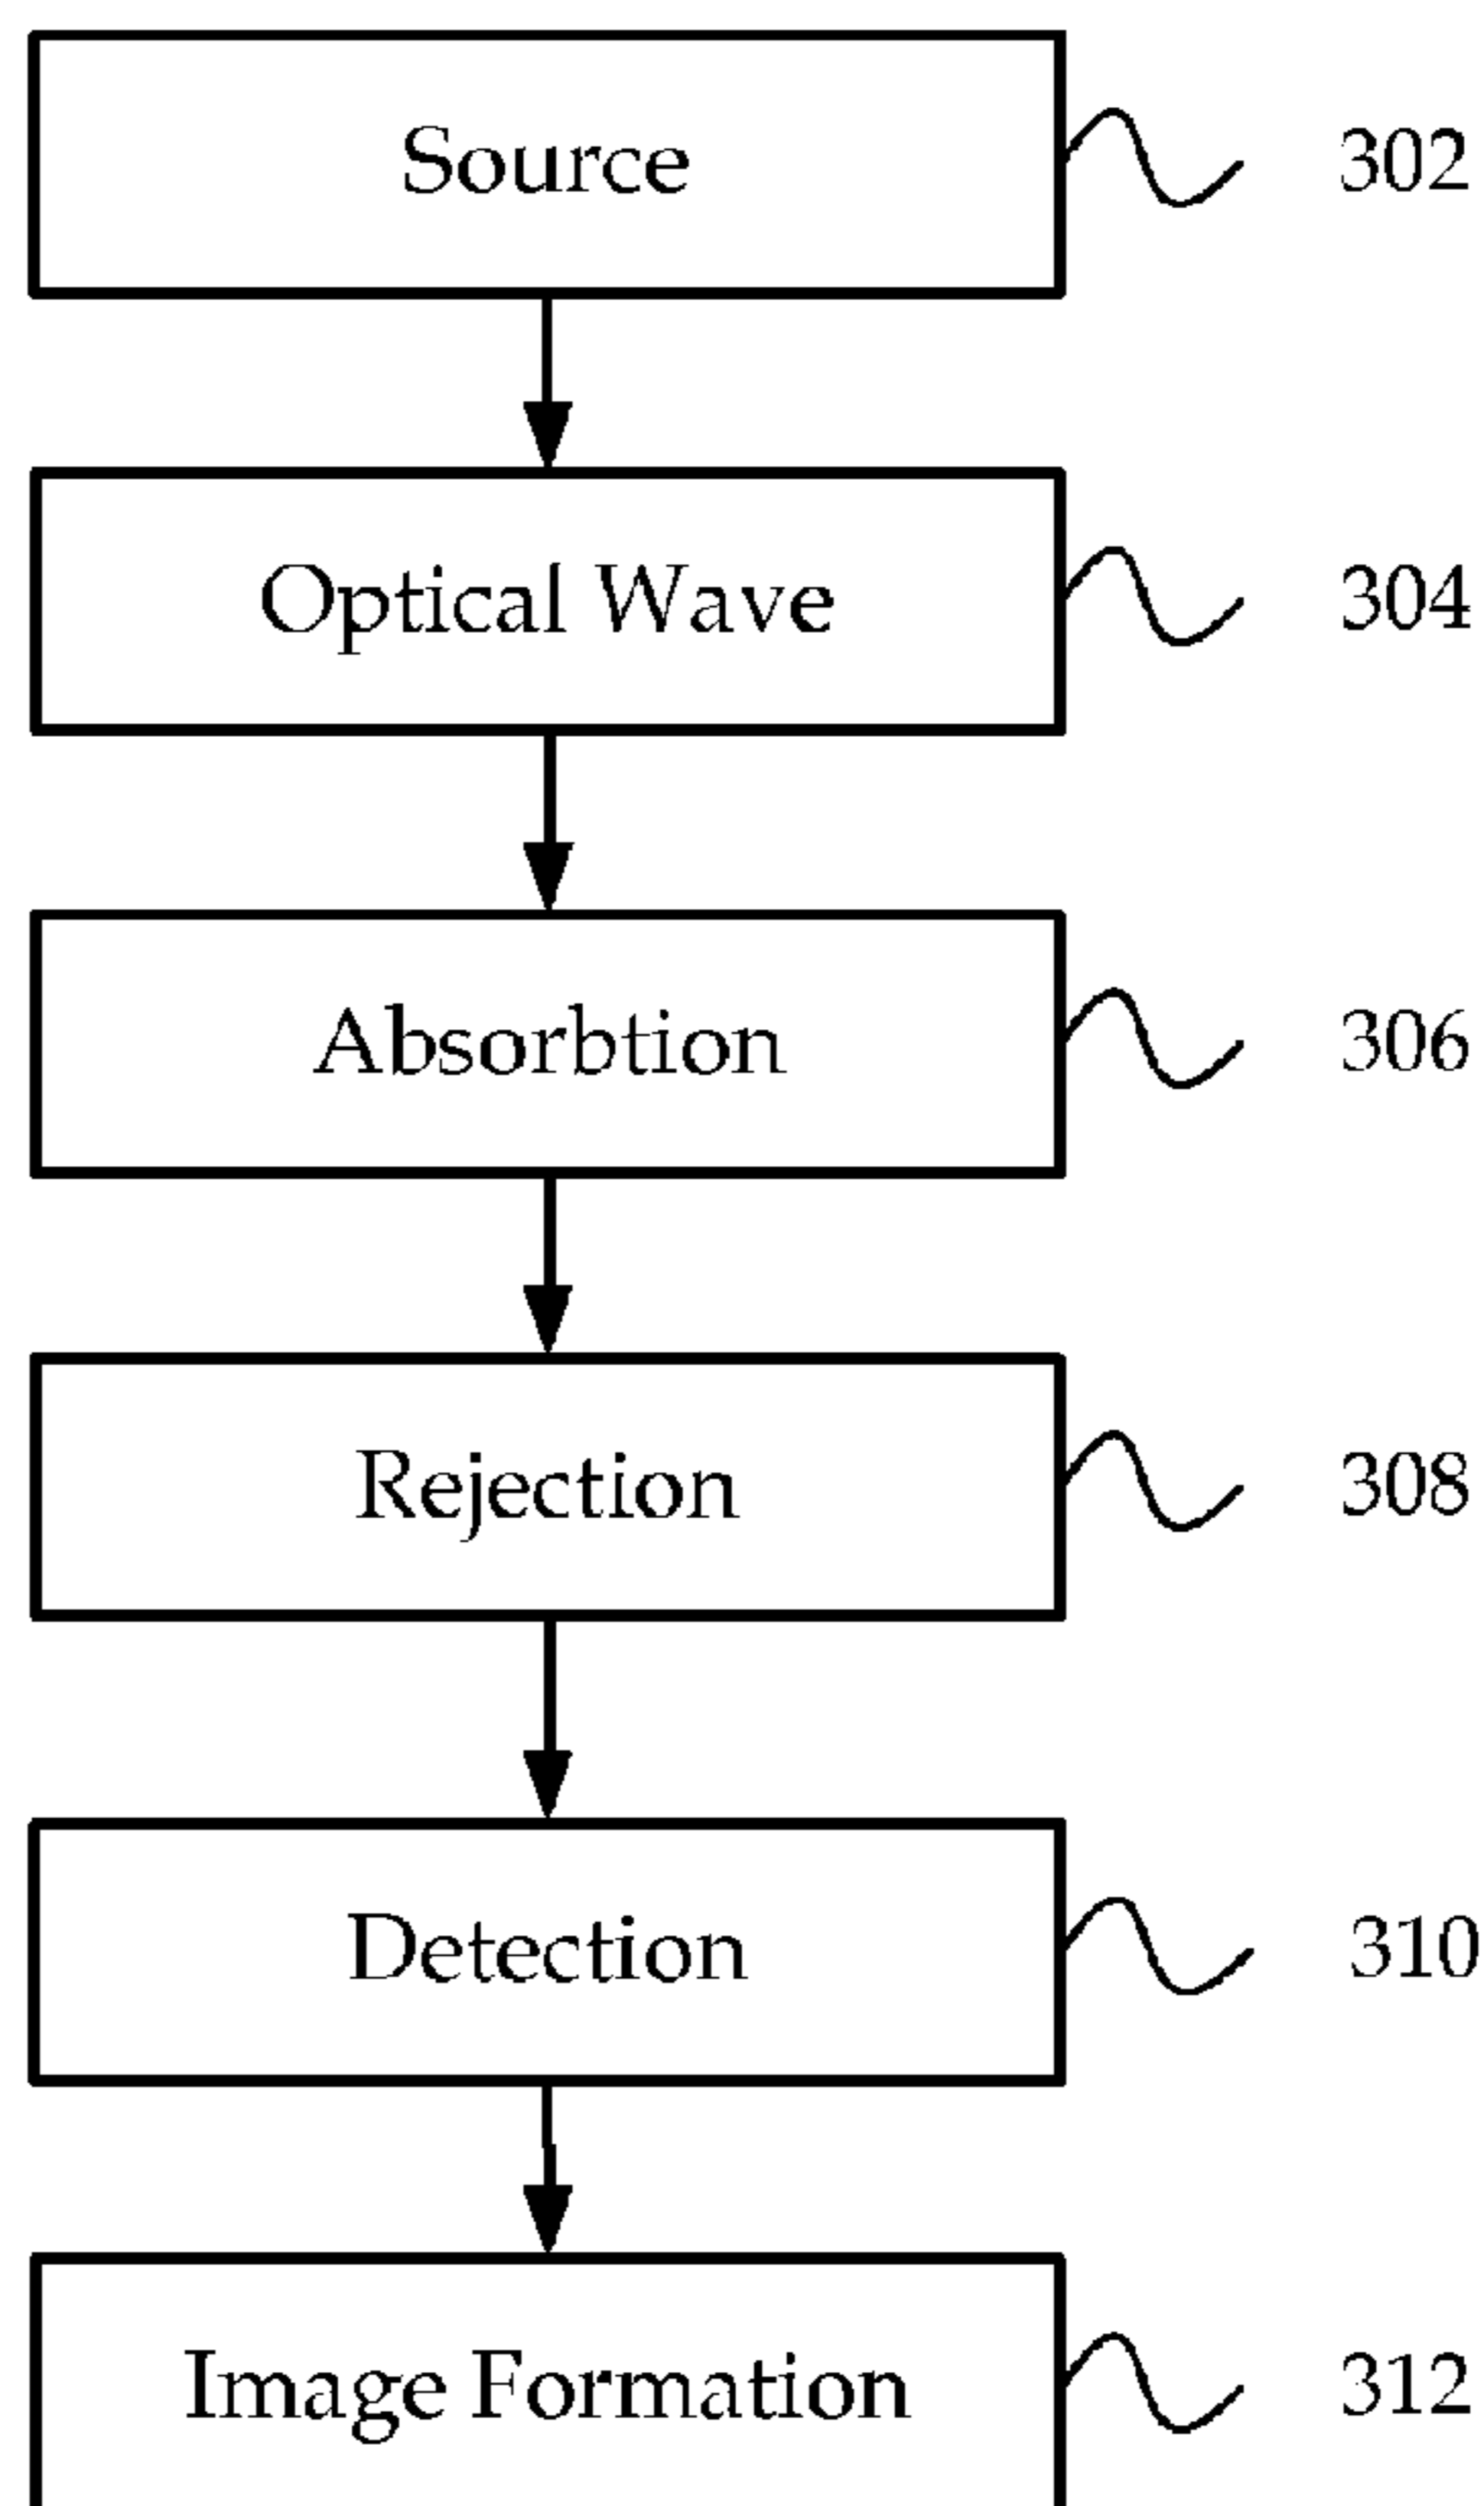 Source 302
Optical Wave 304
Absorbtion 306
Rejection 308
Detection 310
Image Formation 312